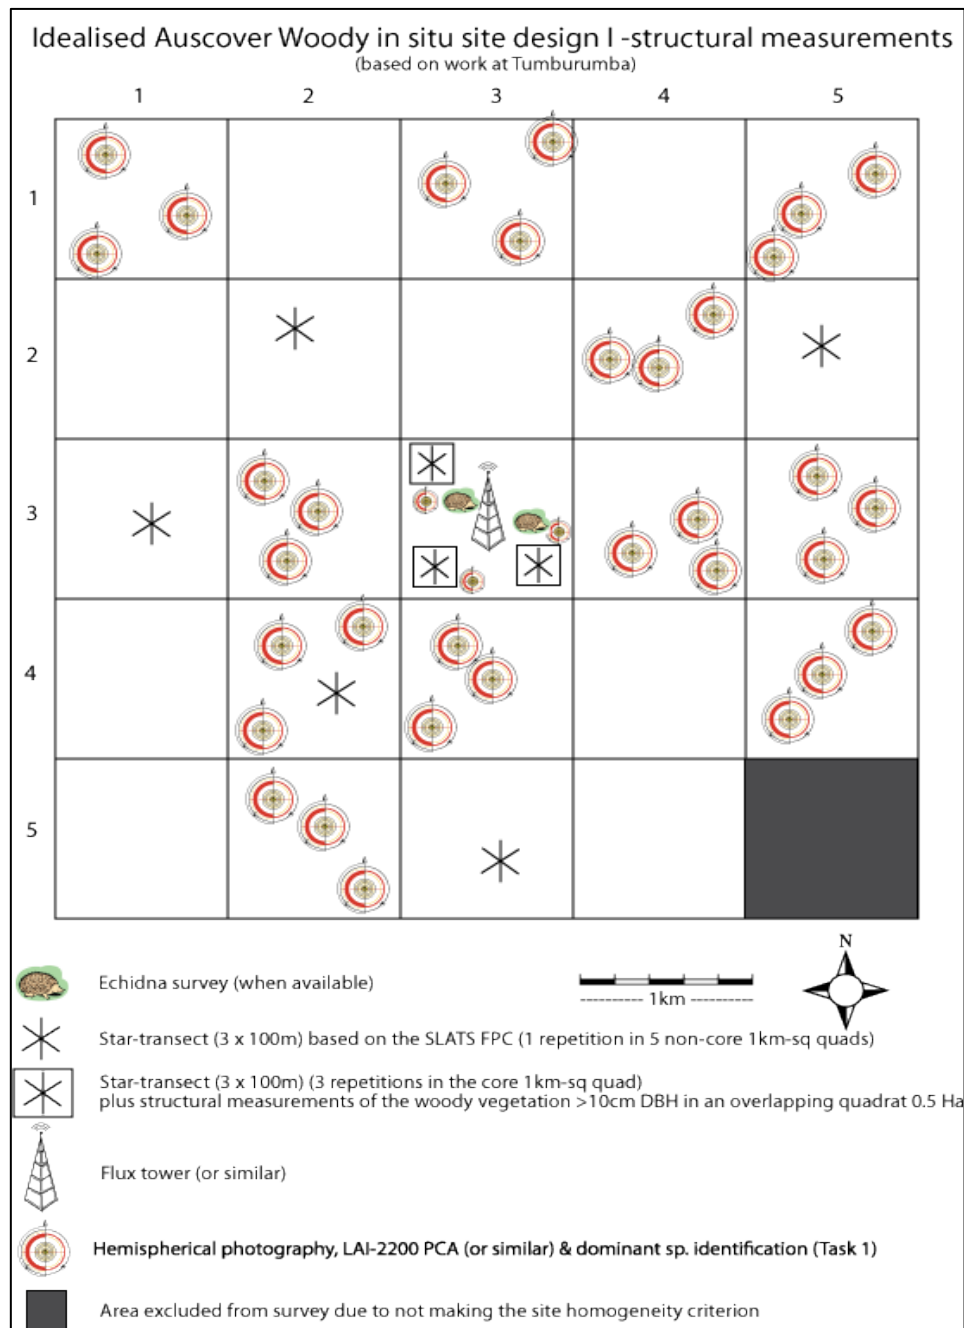 Idealised Auscover Woody in situ site design I -structural measurements
(based on work at Tumburumba)
1 2 3 4 5
1
2
3
4
5
N
Echidna survey (when available)
1km
Star-transect (3 x 100m) based on the SLATS FPC (1 repetition in 5 non-core 1km-sq quads)
Star-transect (3 x 100m) (3 repetitions in the core 1km-sq quad)
plus structural measurements of the woody vegetation >10cm DBH in an overlapping quadrat 0.5 Ha
Flux tower (or similar)
Hemispherical photography, LAI-2200 PCA (or similar) & dominant sp. identification (Task 1)
Area excluded from survey due to not making the site homogeneity criterion